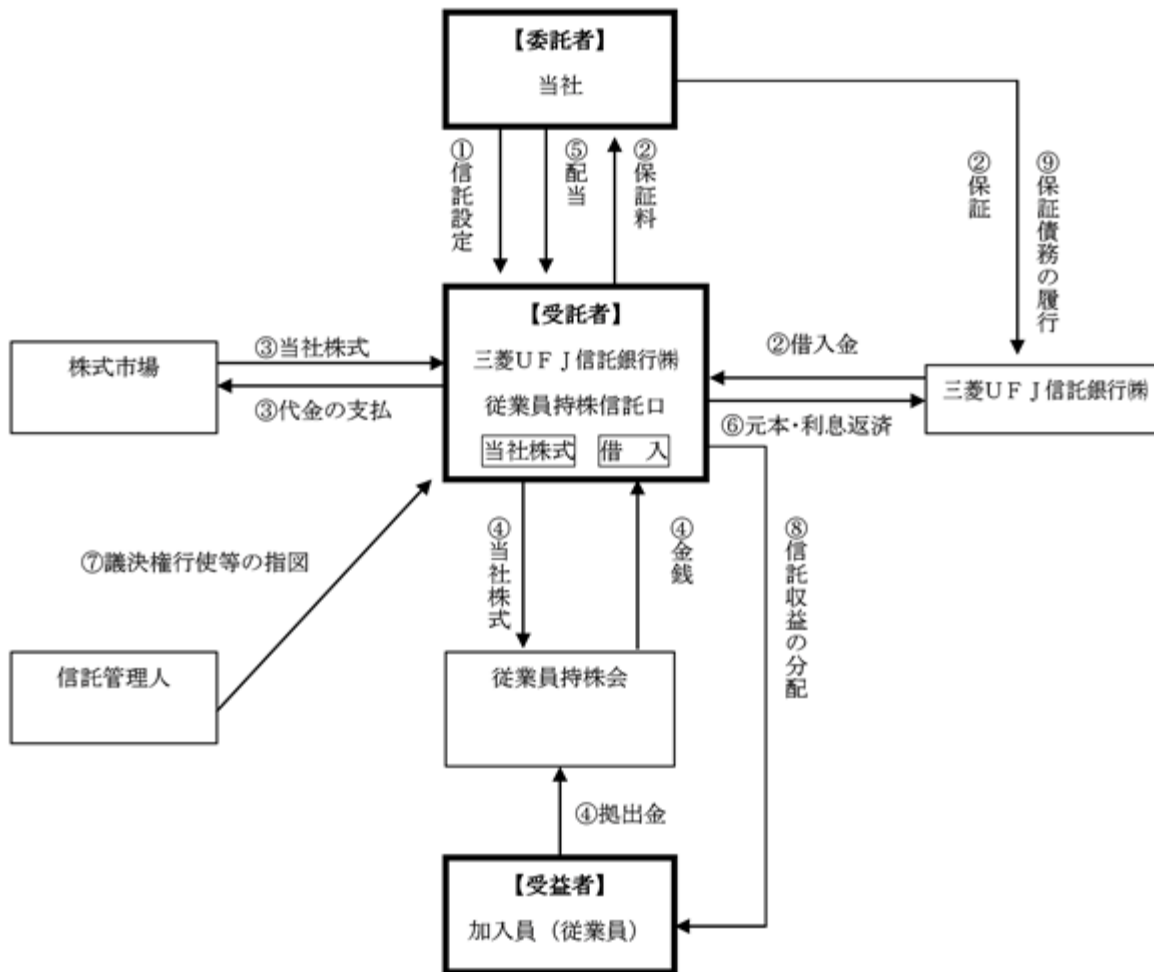 【委託者】
当社
①信託設定
⑤配当
②保証料
②保証
⑨保証債務の履行
株式市場
③当社株式
③代金の支払
【受託者】
三菱UFJ信託銀行㈱
従業員持株信託口
当社株式
借 入
②借入金
⑥元本・利息返済
三菱UFJ信託銀行㈱
⑦議決権行使等の指図
④当社株式
④金銭
⑧信託収益の分配
信託管理人
従業員持株会
④拠出金
【受益者】
加入員（従業員）